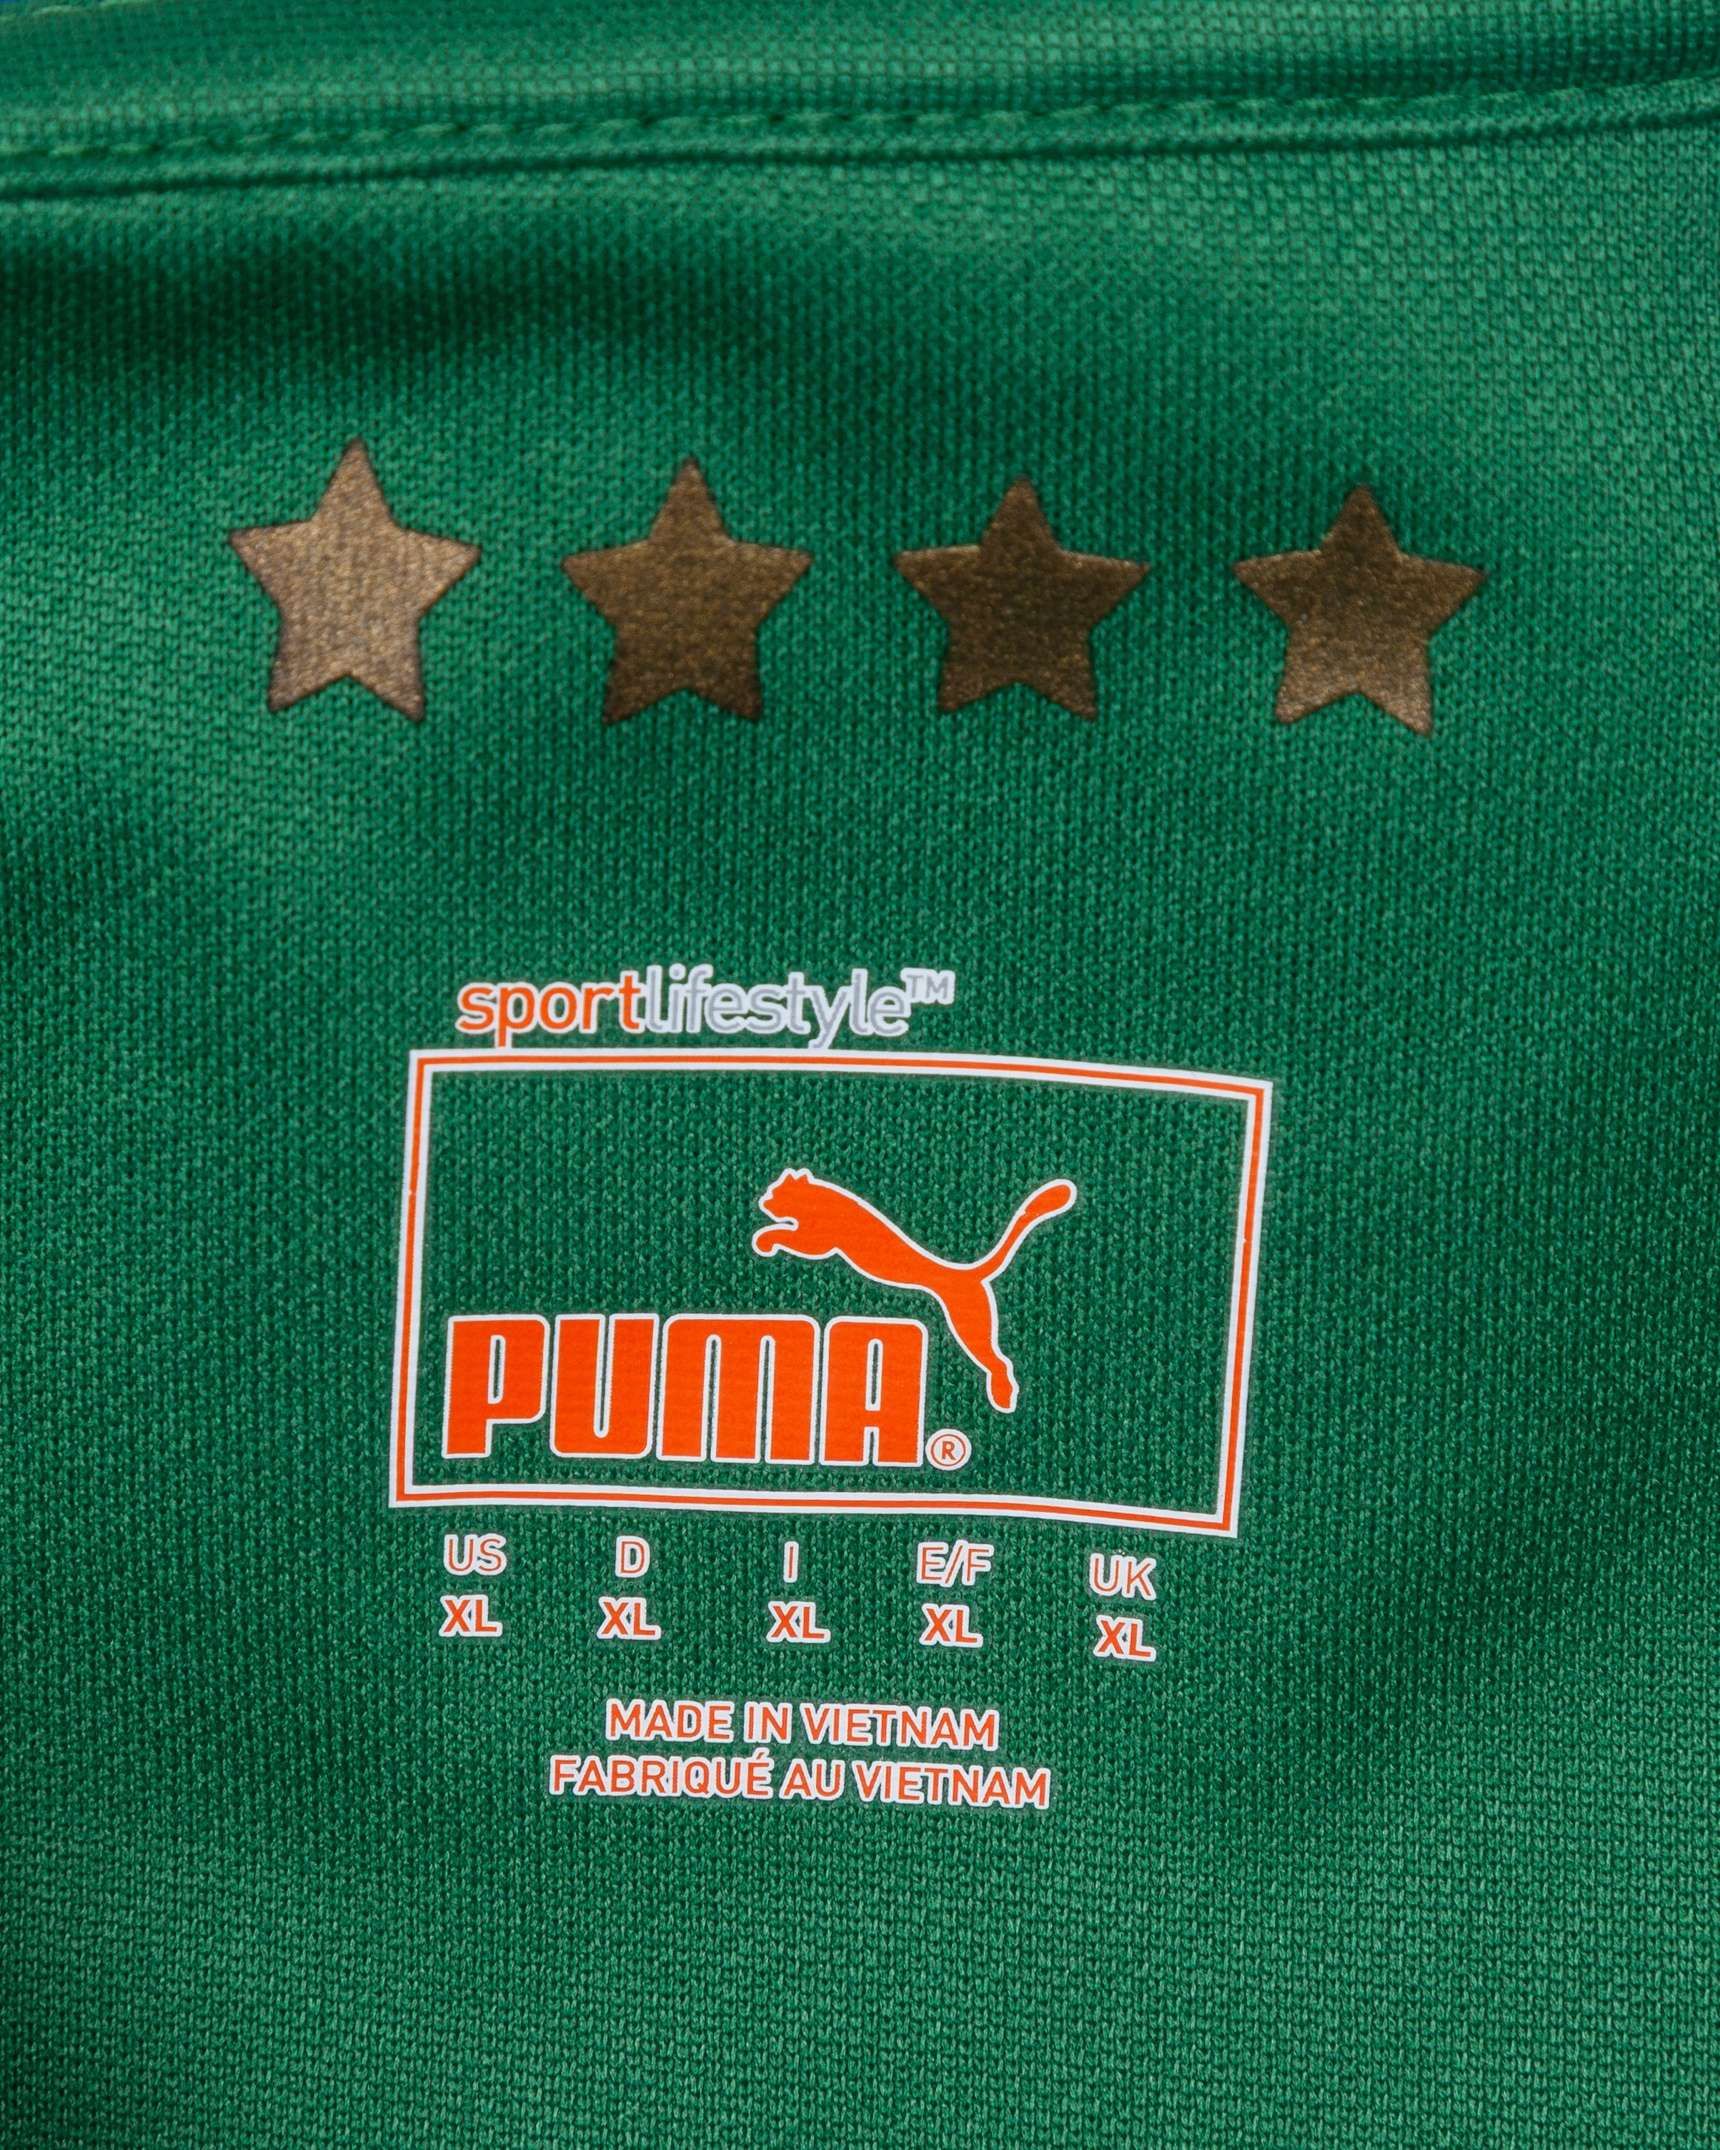 sportlifestyle™
PUMA®
US D I E/F UK
XL XL XL XL XL
MADE IN VIETNAM
FABRIQUÉ AU VIETNAM